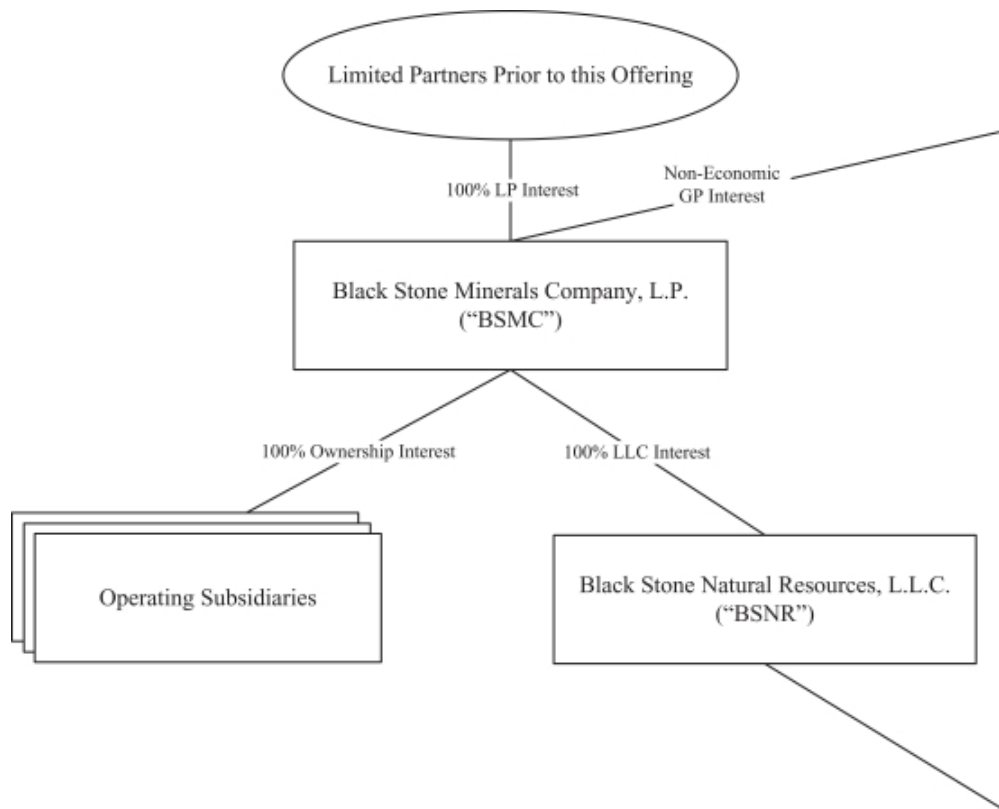 Limited Partners Prior to this Offering
Non-Economic
GP Interest
100% LP Interest
Black Stone Minerals Company, L.P.
(“BSMC”)
100% Ownership Interest
100% LLC Interest
Operating Subsidiaries
Black Stone Natural Resources, L.L.C.
(“BSNR”)